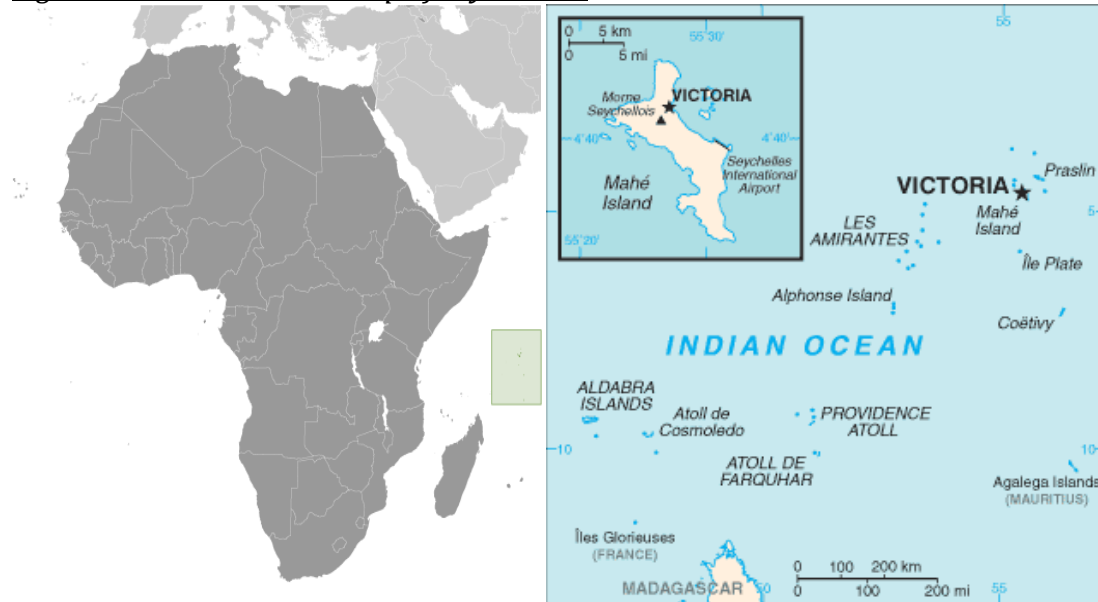 0 5 km
0 5 mi
55°30'
VICTORIA
Morne
Seychellois
4°40'
4°40'
Seychelles
International
Airport
Mahé
Island
55°20'
55
Praslin
VICTORIA
Mahé
Island
5
LES
AMIRANTES
Île Plate
Alphonse Island
Coëtivy
INDIAN OCEAN
ALDABRA
ISLANDS
Atoll de
Cosmoledo
PROVIDENCE
ATOLL
10
10
ATOLL DE
FARQUHAR
Agalega Islands
(MAURITIUS)
Îles Glorieuses
(FRANCE)
0 100 200 km
0 100 200 mi
MADAGASCAR
50
55